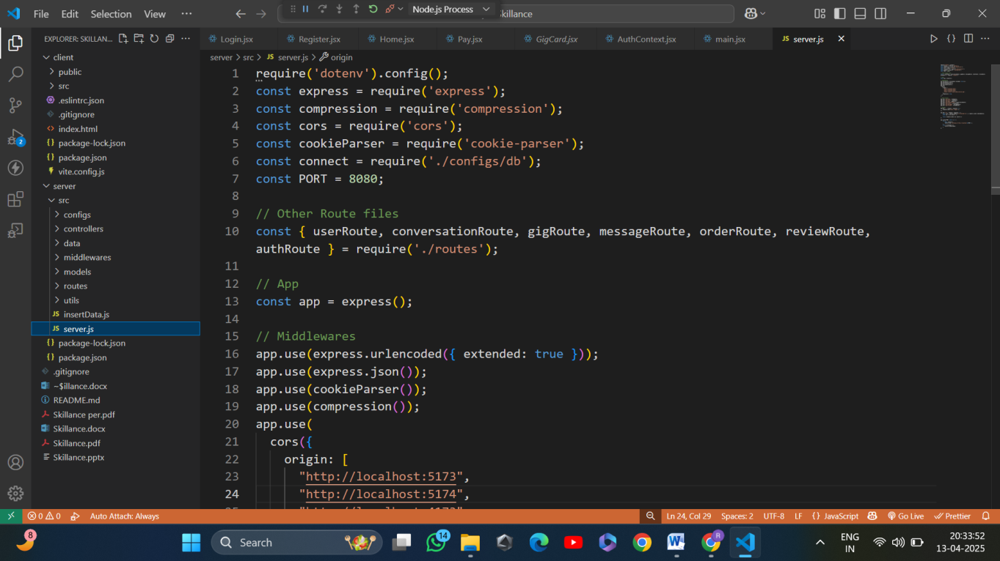 File Edit Selection View ···
Node.js Process
killance
EXPLORER: SKILLAN...
Login.jsx
Register.jsx
Home.jsx
Pay.jsx
GigCard.jsx
AuthContext.jsx
main.jsx
JS server.js
server > src > JS server.js > origin
client
public
src
.eslintrc.json
.gitignore
index.html
package-lock.json
package.json
vite.config.js
server
src
configs
controllers
data
middlewares
models
routes
utils
JS insertData.js
JS server.js
package-lock.json
package.json
.gitignore
~$illance.docx
README.md
Skillance per.pdf
Skillance.docx
Skillance.pdf
Skillance.pptx
2
1 require('dotenv').config();
2 const express = require('express');
3 const compression = require('compression');
4 const cors = require('cors');
5 const cookieParser = require('cookie-parser');
6 const connect = require('./configs/db');
7 const PORT = 8080;
8
9 // Other Route files
10 const { userRoute, conversationRoute, gigRoute, messageRoute, orderRoute, reviewRoute,
authRoute } = require('./routes');
11
12 // App
13 const app = express();
14
15 // Middlewares
16 app.use(express.urlencoded({ extended: true }));
17 app.use(express.json());
18 app.use(cookieParser());
19 app.use(compression());
20 app.use(
21 cors({
22 origin: [
23 "http://localhost:5173",
24 "http://localhost:5174",
0 0 Auto Attach: Always Ln 24, Col 29 Spaces: 2 UTF-8 LF {} JavaScript Go Live Prettier
8
Search
14
R
ENG
IN
20:33:52
13-04-2025